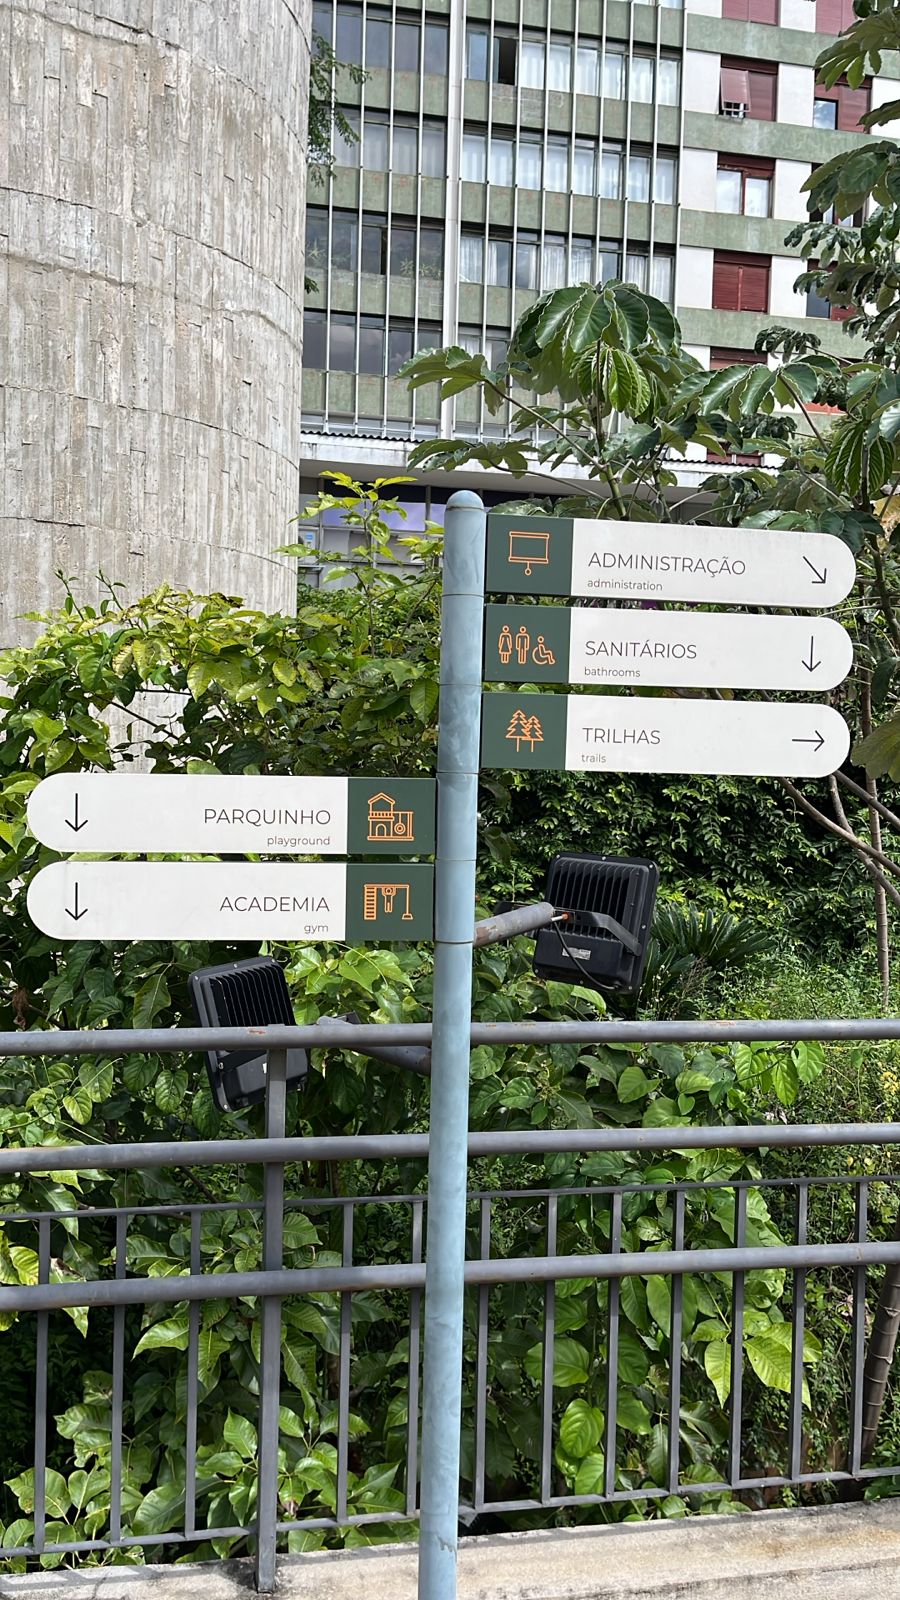 ADMINISTRAÇÃO
administration
SANITÁRIOS
bathrooms
TRILHAS
trails
PARQUINHO
playground
ACADEMIA
gym